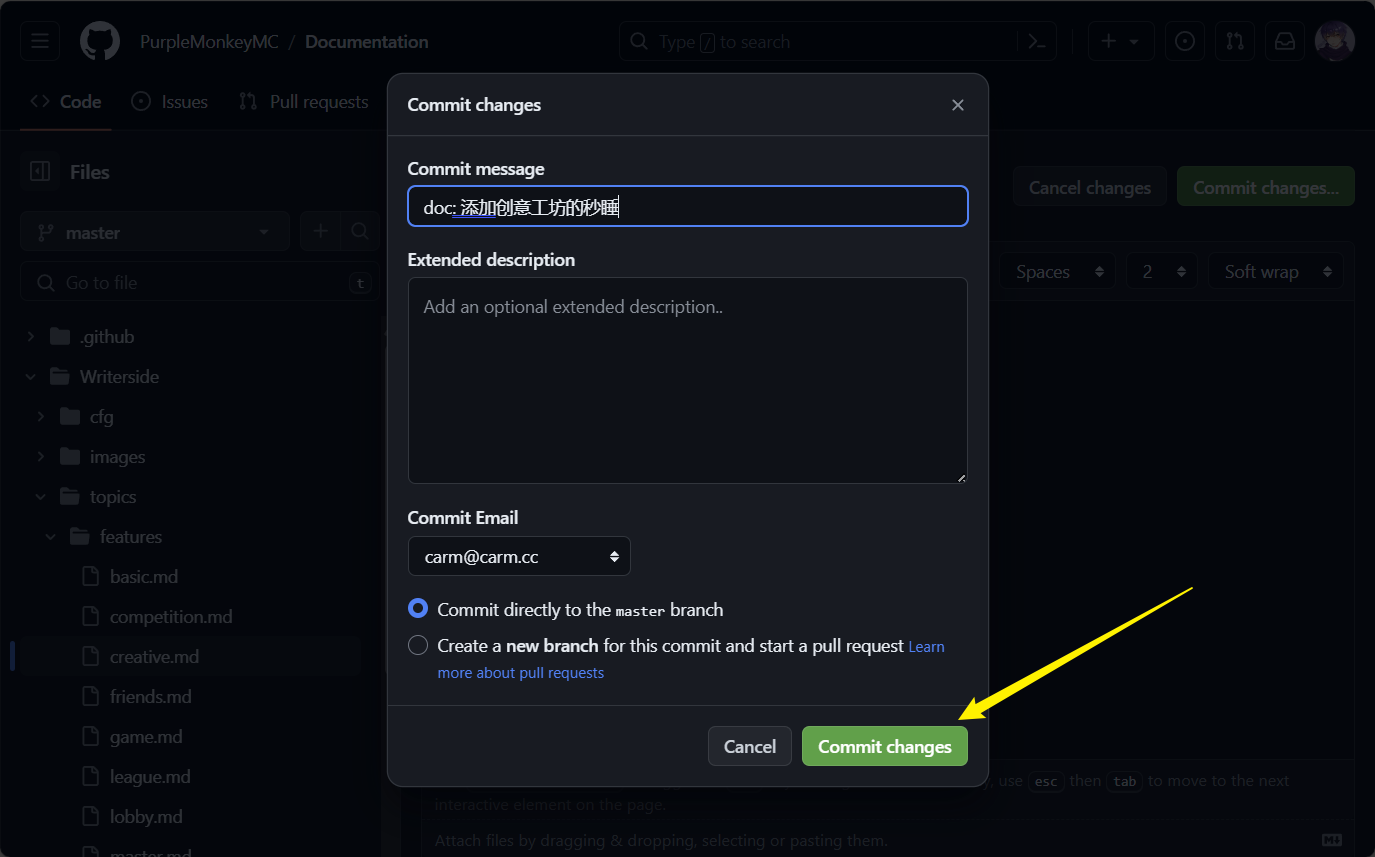 PurpleMonkeyMC / Documentation
Type / to search
Code
Issues
Pull requests
Files
Cancel changes
Commit changes...
master
Spaces
2
Soft wrap
Go to file
t
.github
Writerside
cfg
images
topics
features
basic.md
competition.md
creative.md
friends.md
game.md
league.md
lobby.md
master.md
Commit changes
Commit message
doc: 添加创意工坊的秒睡
Extended description
Add an optional extended description..
Commit Email
carm@carm.cc
Commit directly to the master branch
Create a new branch for this commit and start a pull request Learn
more about pull requests
Cancel
Commit changes
use esc then tab to move to the next
interactive element on the page.
Attach files by dragging & dropping, selecting or pasting them.